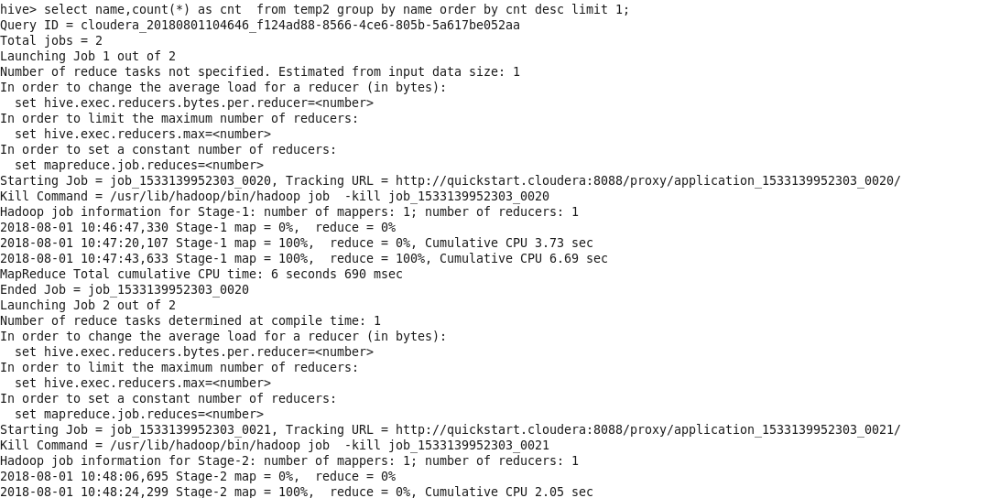 hive> select name,count(*) as cnt  from temp2 group by name order by cnt desc limit 1;
Query ID = cloudera_20180801104646_f124ad88-8566-4ce6-805b-5a617be052aa
Total jobs = 2
Launching Job 1 out of 2
Number of reduce tasks not specified. Estimated from input data size: 1
In order to change the average load for a reducer (in bytes):
  set hive.exec.reducers.bytes.per.reducer=<number>
In order to limit the maximum number of reducers:
  set hive.exec.reducers.max=<number>
In order to set a constant number of reducers:
  set mapreduce.job.reduces=<number>
Starting Job = job_1533139952303_0020, Tracking URL = http://quickstart.cloudera:8088/proxy/application_1533139952303_0020/
Kill Command = /usr/lib/hadoop/bin/hadoop job  -kill job_1533139952303_0020
Hadoop job information for Stage-1: number of mappers: 1; number of reducers: 1
2018-08-01 10:46:47,330 Stage-1 map = 0%,  reduce = 0%
2018-08-01 10:47:20,107 Stage-1 map = 100%,  reduce = 0%, Cumulative CPU 3.73 sec
2018-08-01 10:47:43,633 Stage-1 map = 100%,  reduce = 100%, Cumulative CPU 6.69 sec
MapReduce Total cumulative CPU time: 6 seconds 690 msec
Ended Job = job_1533139952303_0020
Launching Job 2 out of 2
Number of reduce tasks determined at compile time: 1
In order to change the average load for a reducer (in bytes):
  set hive.exec.reducers.bytes.per.reducer=<number>
In order to limit the maximum number of reducers:
  set hive.exec.reducers.max=<number>
In order to set a constant number of reducers:
  set mapreduce.job.reduces=<number>
Starting Job = job_1533139952303_0021, Tracking URL = http://quickstart.cloudera:8088/proxy/application_1533139952303_0021/
Kill Command = /usr/lib/hadoop/bin/hadoop job  -kill job_1533139952303_0021
Hadoop job information for Stage-2: number of mappers: 1; number of reducers: 1
2018-08-01 10:48:06,695 Stage-2 map = 0%,  reduce = 0%
2018-08-01 10:48:24,299 Stage-2 map = 100%,  reduce = 0%, Cumulative CPU 2.05 sec